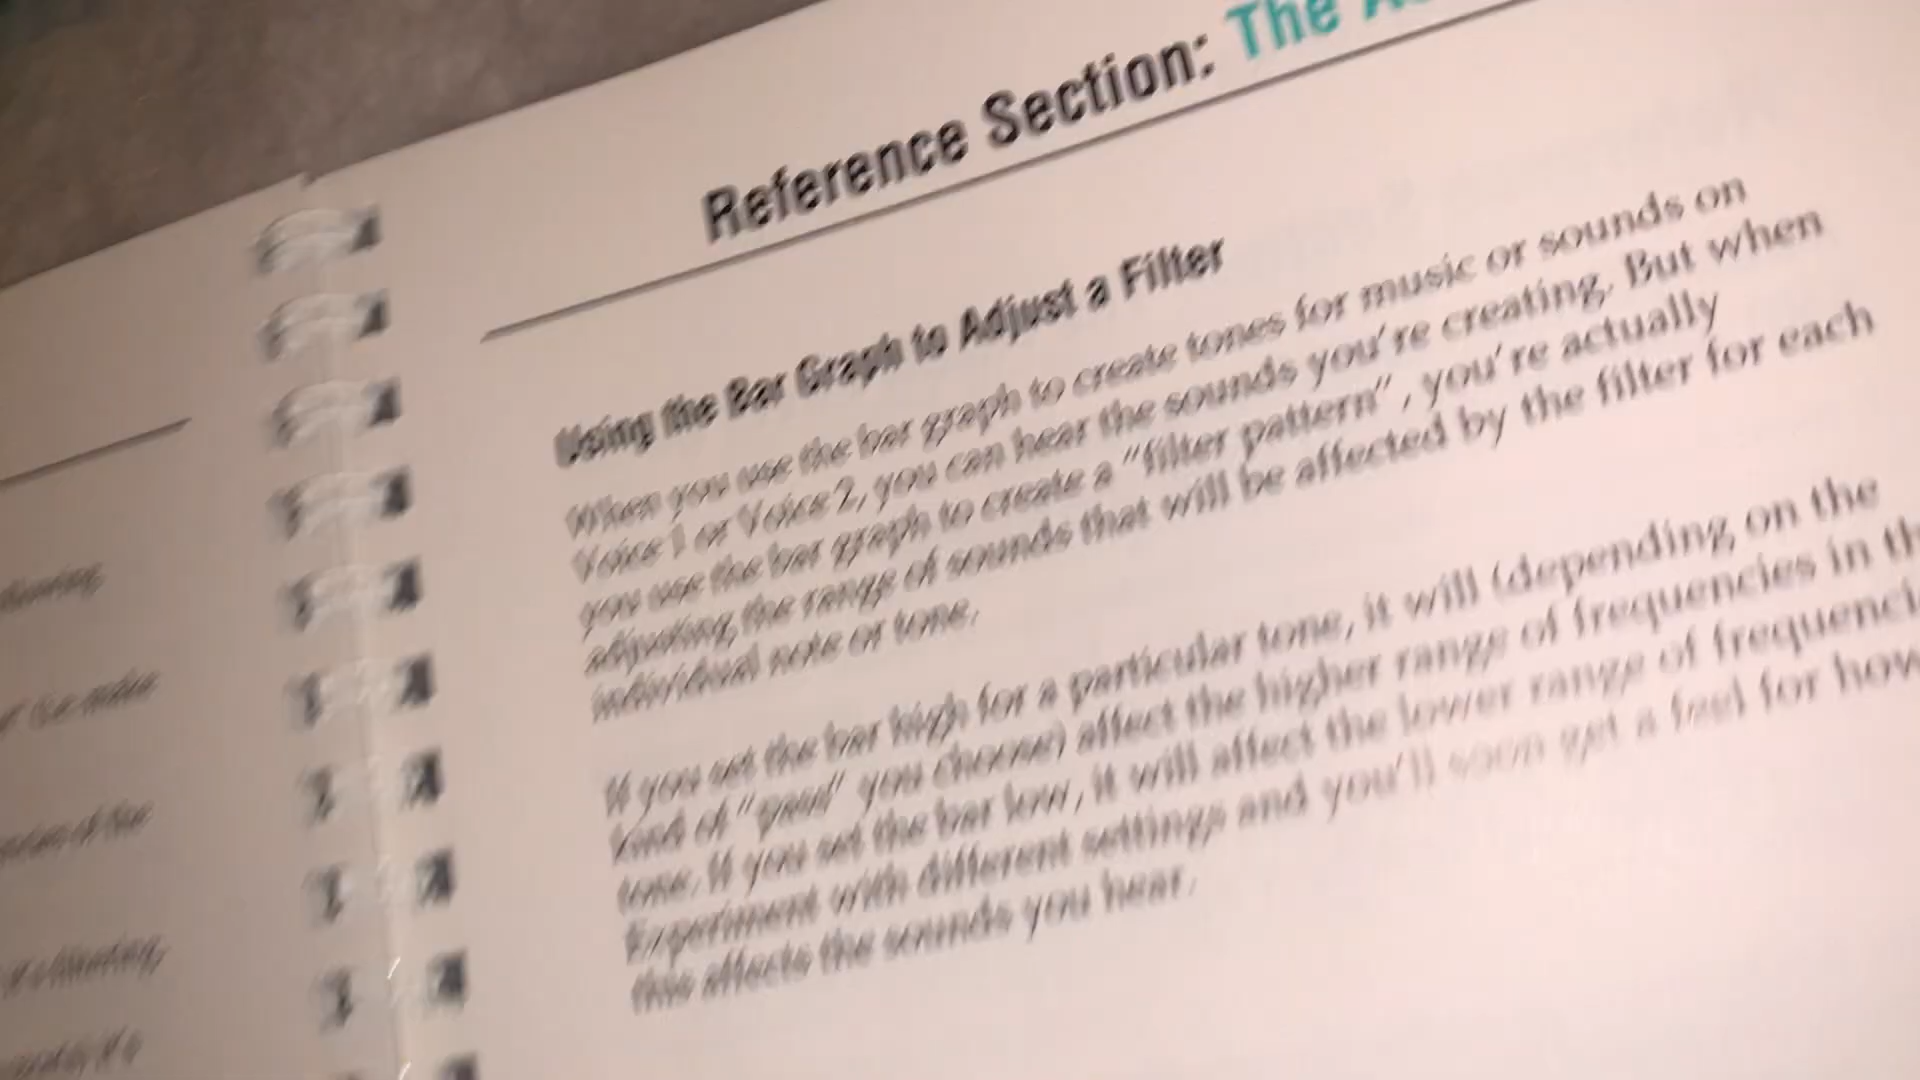 Reference Section: The
Using the Bar Graph to Adjust a Filter
When you use the bar graph to create tones for music or sounds on
Voice 1 or Voice 2, you can hear the sounds you're creating. But when
you use the bar graph to create a "filter pattern", you're actually
adjusting the range of sounds that will be affected by the filter for each
individual note or tone.
If you set the bar high for a particular tone, it will (depending on the
kind of "pass" you choose) affect the higher range of frequencies in
tone. If you set the bar low, it will affect the lower range of
Experiment with different settings and you'll soon get a feel for how
this affects the sounds you hear.